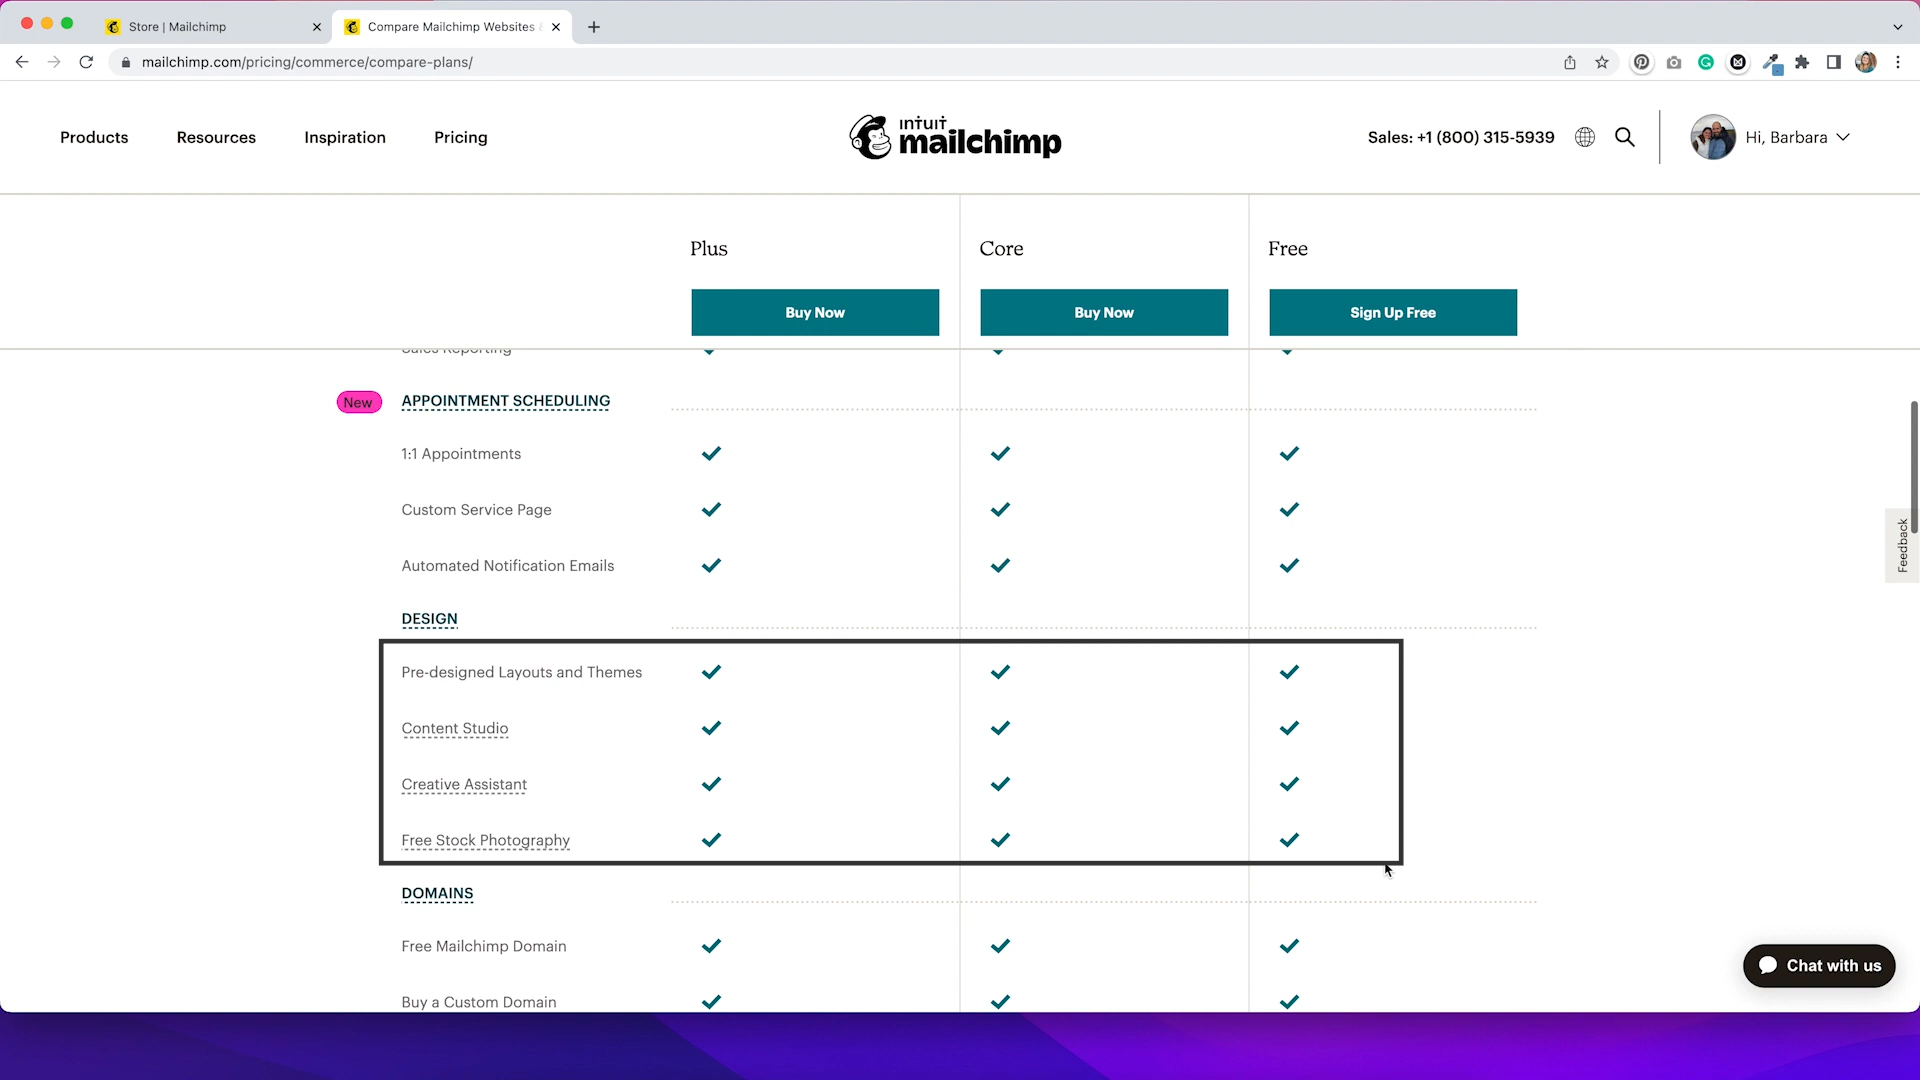 Store | Mailchimp
Compare Mailchimp Websites &
mailchimp.com/pricing/commerce/compare-plans/
Products
Resources
Inspiration
Pricing
intuit
mailchimp
Sales: +1 (800) 315-5939
Hi, Barbara
Plus
Core
Free
Buy Now
Buy Now
Sign Up Free
Sales Reporting
New
APPOINTMENT SCHEDULING
1:1 Appointments
Custom Service Page
Automated Notification Emails
Feedback
DESIGN
Pre-designed Layouts and Themes
Content Studio
Creative Assistant
Free Stock Photography
DOMAINS
Free Mailchimp Domain
Buy a Custom Domain
Chat with us